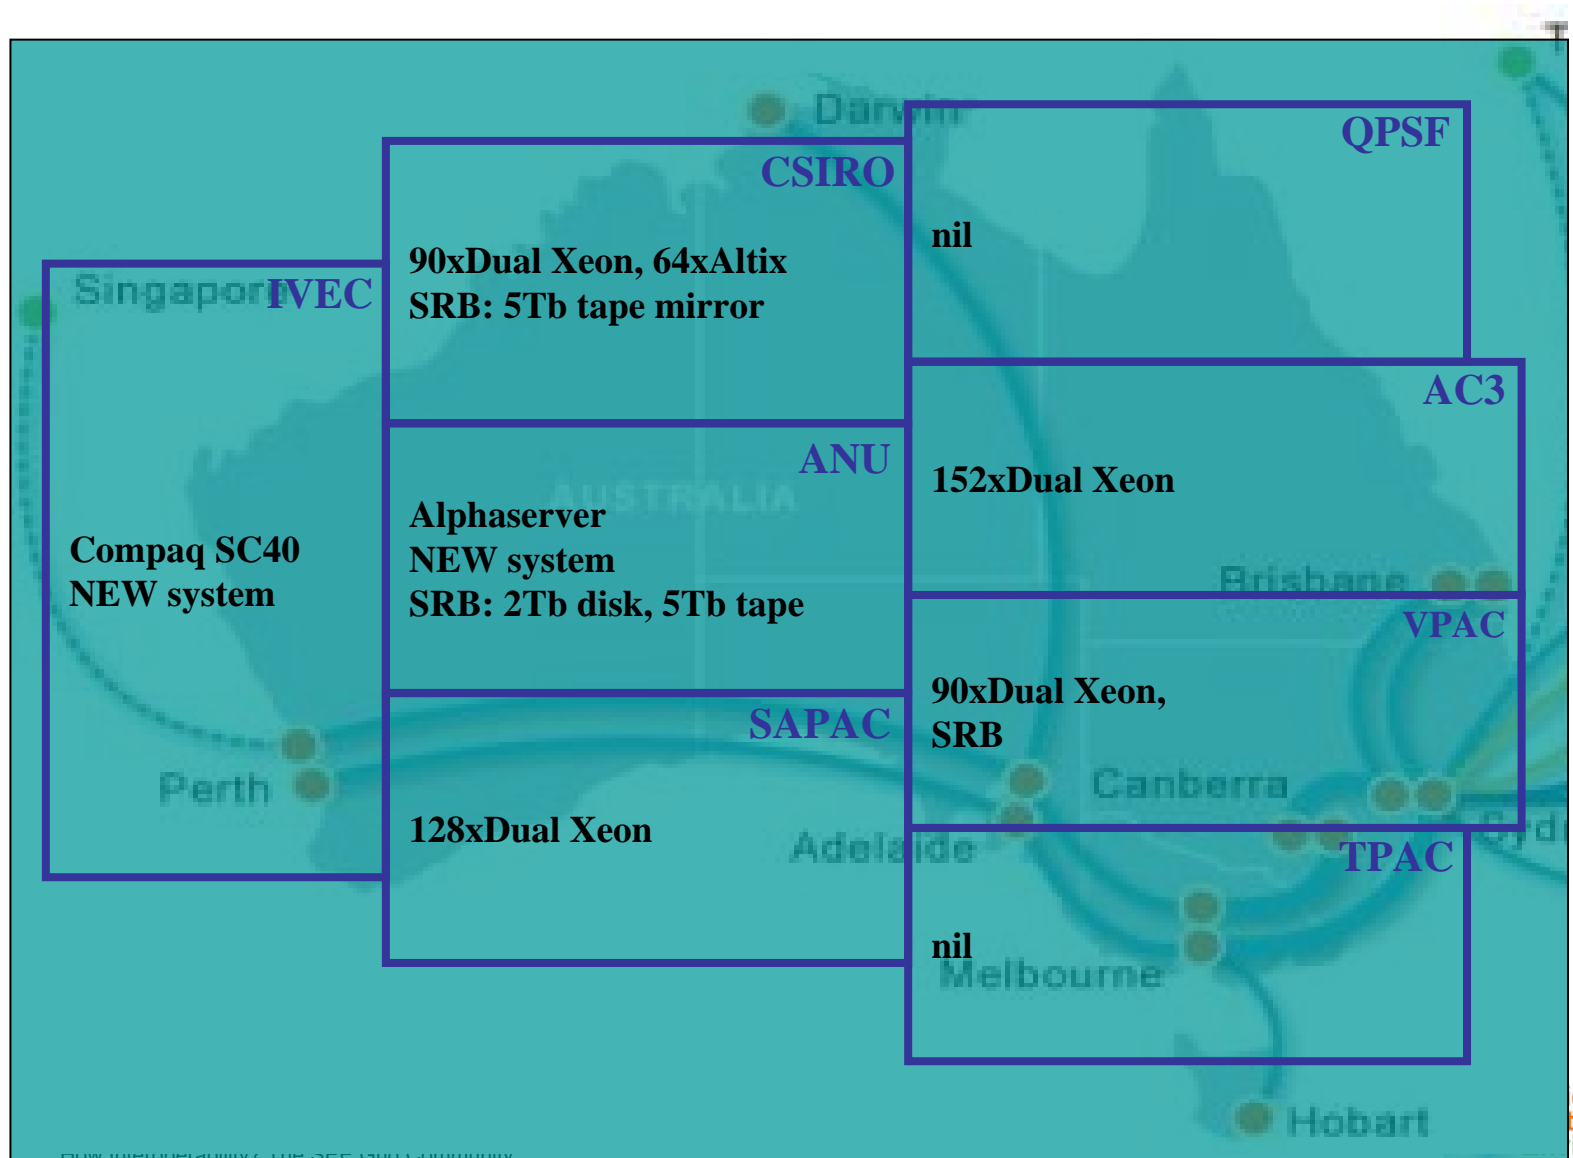 Darwin
QPSF
CSIRO
nil
90xDual Xeon, 64xAltix
SRB: 5Tb tape mirror
Singapore
IVEC
AC3
ANU
152xDual Xeon
AUSTRALIA
Alphaserver
NEW system
SRB: 2Tb disk, 5Tb tape
Compaq SC40
NEW system
Brisbane
VPAC
90xDual Xeon,
SRB
SAPAC
Perth
Canberra
128xDual Xeon
Adelaide
TPAC
nil
Melbourne
Hobart